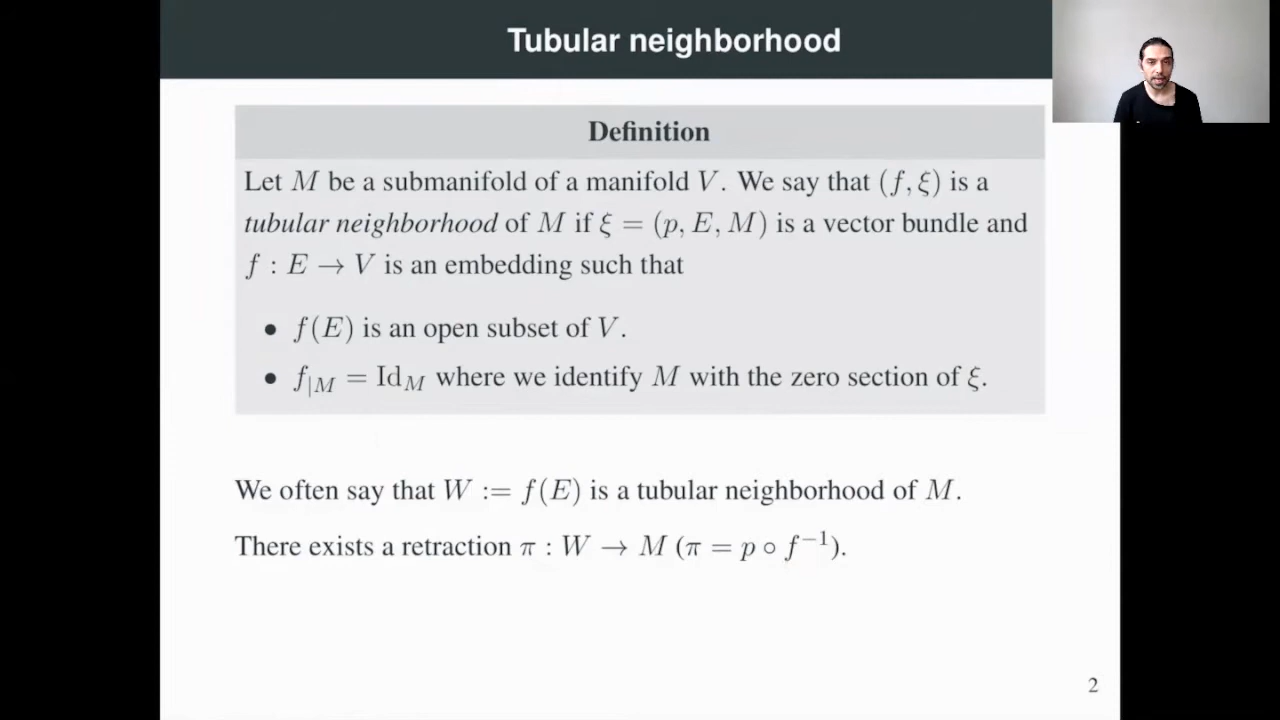 Tubular neighborhood
Definition
Let M be a submanifold of a manifold V. We say that (f, ξ) is a
tubular neighborhood of M if ξ = (p, E, M) is a vector bundle and
f : E → V is an embedding such that
• f(E) is an open subset of V.
• f|M = IdM where we identify M with the zero section of ξ.
We often say that W := f(E) is a tubular neighborhood of M.
There exists a retraction π : W → M (π = p ∘ f⁻¹).
2